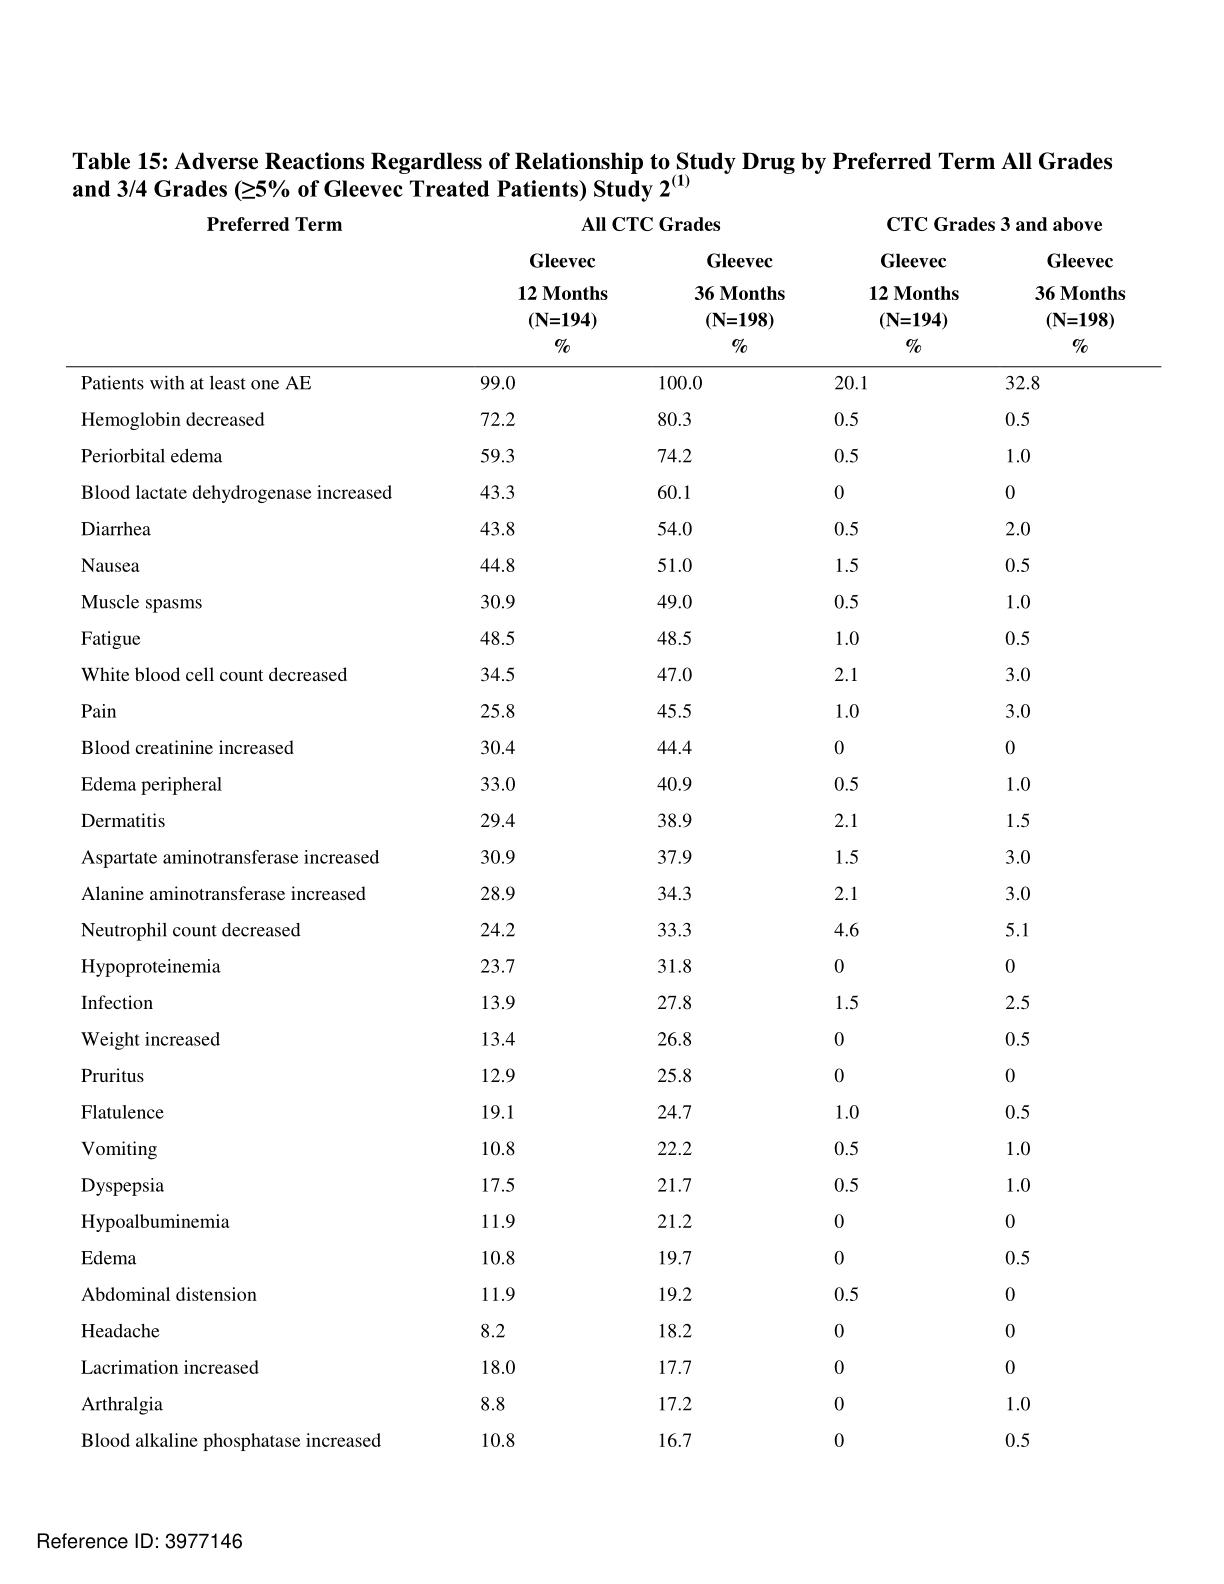 Table 15: Adverse Reactions Regardless of Relationship to Study Drug by Preferred Term All Grades
and 3/4 Grades (≥5% of Gleevec Treated Patients) Study 2(1)
Preferred Term All CTC Grades CTC Grades 3 and above
Gleevec Gleevec Gleevec Gleevec
12 Months 36 Months 12 Months 36 Months
(N=194) (N=198) (N=194) (N=198)
% % % %
Patients with at least one AE 99.0 100.0 20.1 32.8
Hemoglobin decreased 72.2 80.3 0.5 0.5
Periorbital edema 59.3 74.2 0.5 1.0
Blood lactate dehydrogenase increased 43.3 60.1 0 0
Diarrhea 43.8 54.0 0.5 2.0
Nausea 44.8 51.0 1.5 0.5
Muscle spasms 30.9 49.0 0.5 1.0
Fatigue 48.5 48.5 1.0 0.5
White blood cell count decreased 34.5 47.0 2.1 3.0
Pain 25.8 45.5 1.0 3.0
Blood creatinine increased 30.4 44.4 0 0
Edema peripheral 33.0 40.9 0.5 1.0
Dermatitis 29.4 38.9 2.1 1.5
Aspartate aminotransferase increased 30.9 37.9 1.5 3.0
Alanine aminotransferase increased 28.9 34.3 2.1 3.0
Neutrophil count decreased 24.2 33.3 4.6 5.1
Hypoproteinemia 23.7 31.8 0 0
Infection 13.9 27.8 1.5 2.5
Weight increased 13.4 26.8 0 0.5
Pruritus 12.9 25.8 0 0
Flatulence 19.1 24.7 1.0 0.5
Vomiting 10.8 22.2 0.5 1.0
Dyspepsia 17.5 21.7 0.5 1.0
Hypoalbuminemia 11.9 21.2 0 0
Edema 10.8 19.7 0 0.5
Abdominal distension 11.9 19.2 0.5 0
Headache 8.2 18.2 0 0
Lacrimation increased 18.0 17.7 0 0
Arthralgia 8.8 17.2 0 1.0
Blood alkaline phosphatase increased 10.8 16.7 0 0.5
Reference ID: 3977146